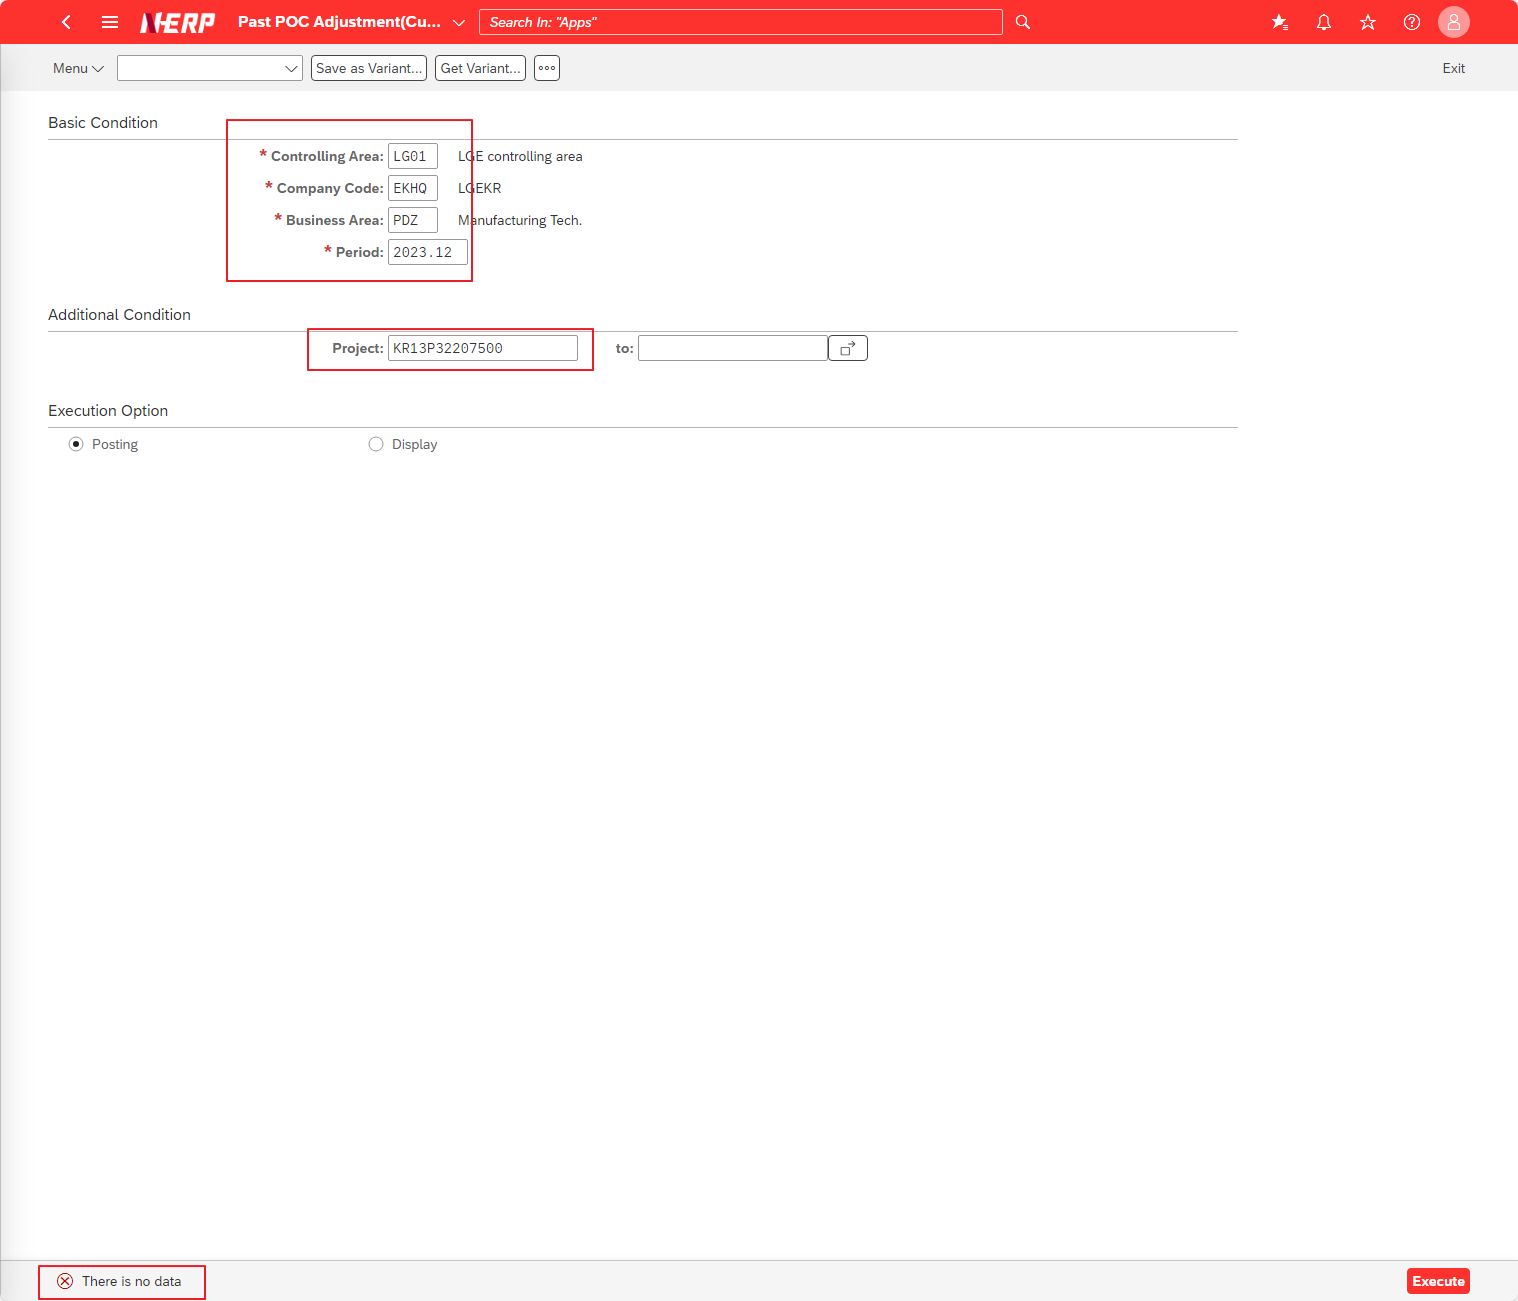 NERP Past POC Adjustment(Cu... Search In: "Apps"
Menu Save as Variant... Get Variant... Exit
Basic Condition
* Controlling Area: LG01 LGE controlling area
* Company Code: EKHQ LGEKR
* Business Area: PDZ Manufacturing Tech.
* Period: 2023.12
Additional Condition
Project: KR13P32207500 to:
Execution Option
Posting Display
There is no data Execute